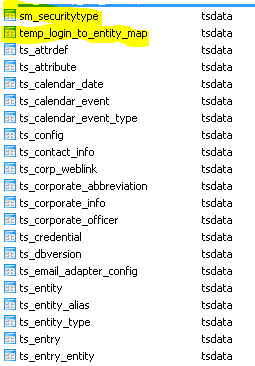 sm_securitytype tsdata
temp_login_to_entity_map tsdata
ts_attrdef tsdata
ts_attribute tsdata
ts_calendar_date tsdata
ts_calendar_event tsdata
ts_calendar_event_type tsdata
ts_config tsdata
ts_contact_info tsdata
ts_corp_weblink tsdata
ts_corporate_abbreviation tsdata
ts_corporate_info tsdata
ts_corporate_officer tsdata
ts_credential tsdata
ts_dbversion tsdata
ts_email_adapter_config tsdata
ts_entity tsdata
ts_entity_alias tsdata
ts_entity_type tsdata
ts_entry tsdata
ts_entry_entity tsdata